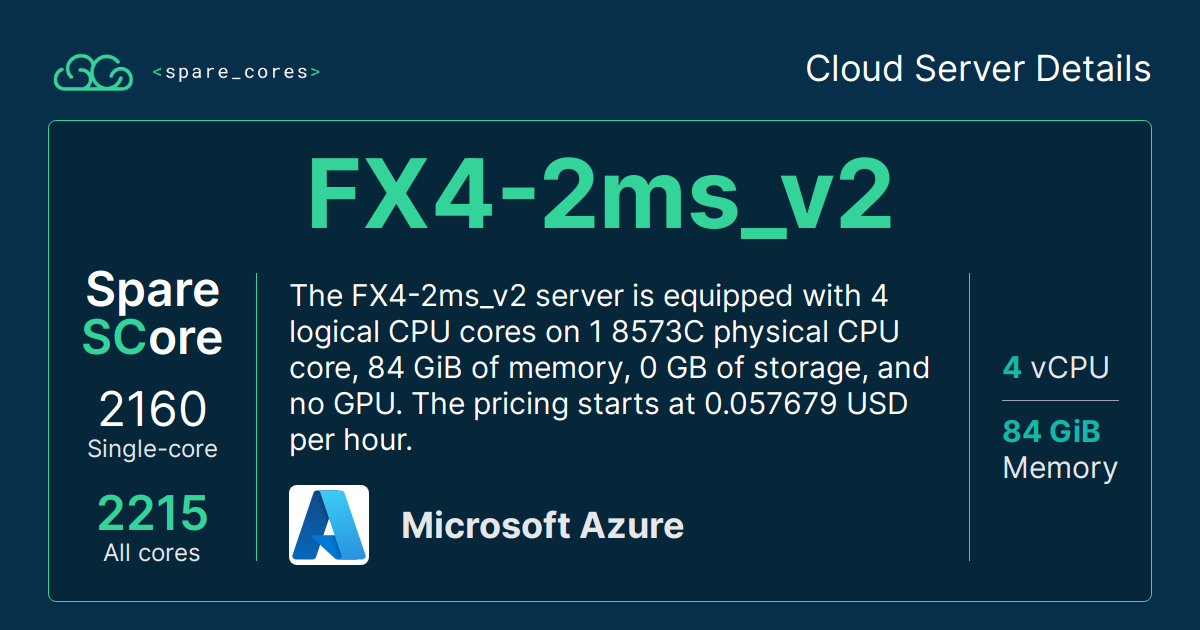 <spare_cores>
Cloud Server Details
FX4-2ms_v2
Spare
SCore
2160
Single-core
2215
All cores
The FX4-2ms_v2 server is equipped with 4
logical CPU cores on 1 8573C physical CPU
core, 84 GiB of memory, 0 GB of storage, and
no GPU. The pricing starts at 0.057679 USD
per hour.
Microsoft Azure
4 vCPU
84 GiB
Memory